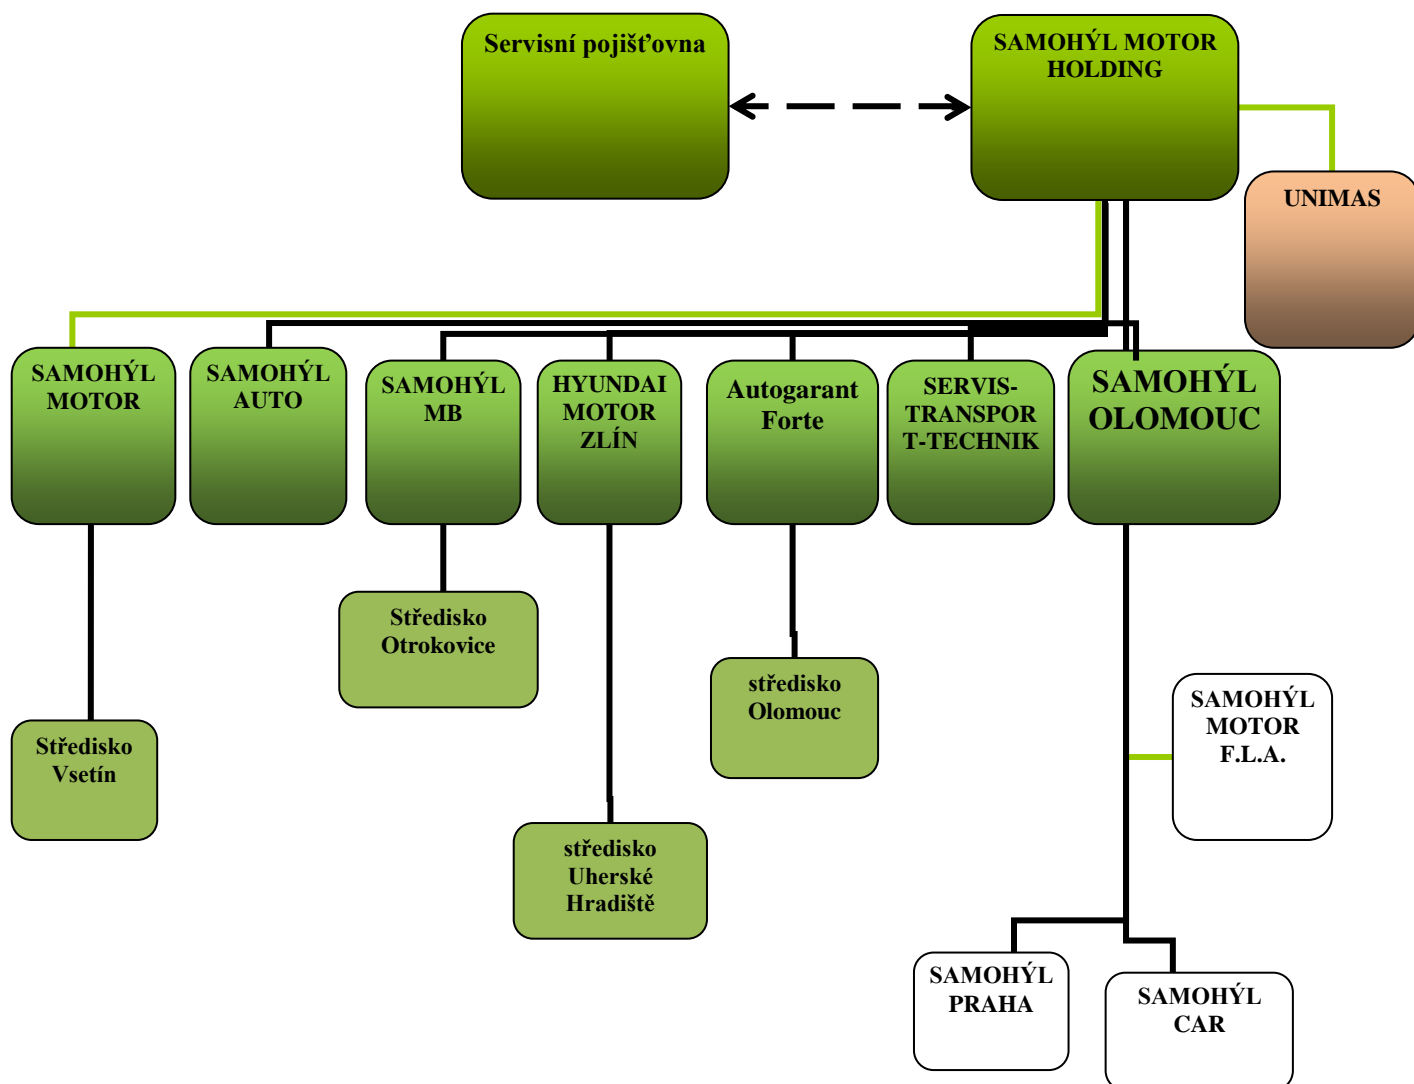 Servisní pojišťovna
SAMOHÝL MOTOR
HOLDING
UNIMAS
SAMOHÝL
MOTOR
SAMOHÝL
AUTO
SAMOHÝL
MB
HYUNDAI
MOTOR
ZLÍN
Autogarant
Forte
SERVIS-
TRANSPOR
T-TECHNIK
SAMOHÝL
OLOMOUC
Středisko
Otrokovice
středisko
Olomouc
SAMOHÝL
MOTOR
F.L.A.
Středisko
Vsetín
středisko
Uherské
Hradiště
SAMOHÝL
PRAHA
SAMOHÝL
CAR